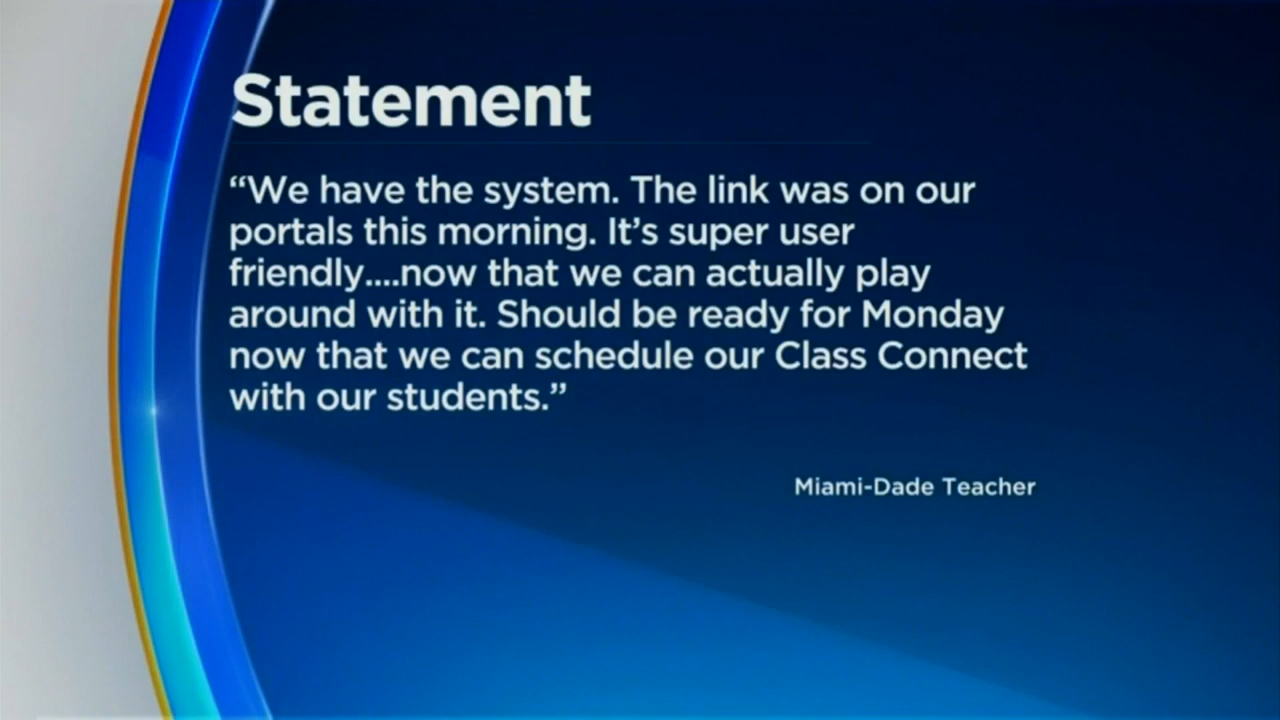 Statement
“We have the system. The link was on our
portals this morning. It’s super user
friendly....now that we can actually play
around with it. Should be ready for Monday
now that we can schedule our Class Connect
with our students.”
Miami-Dade Teacher